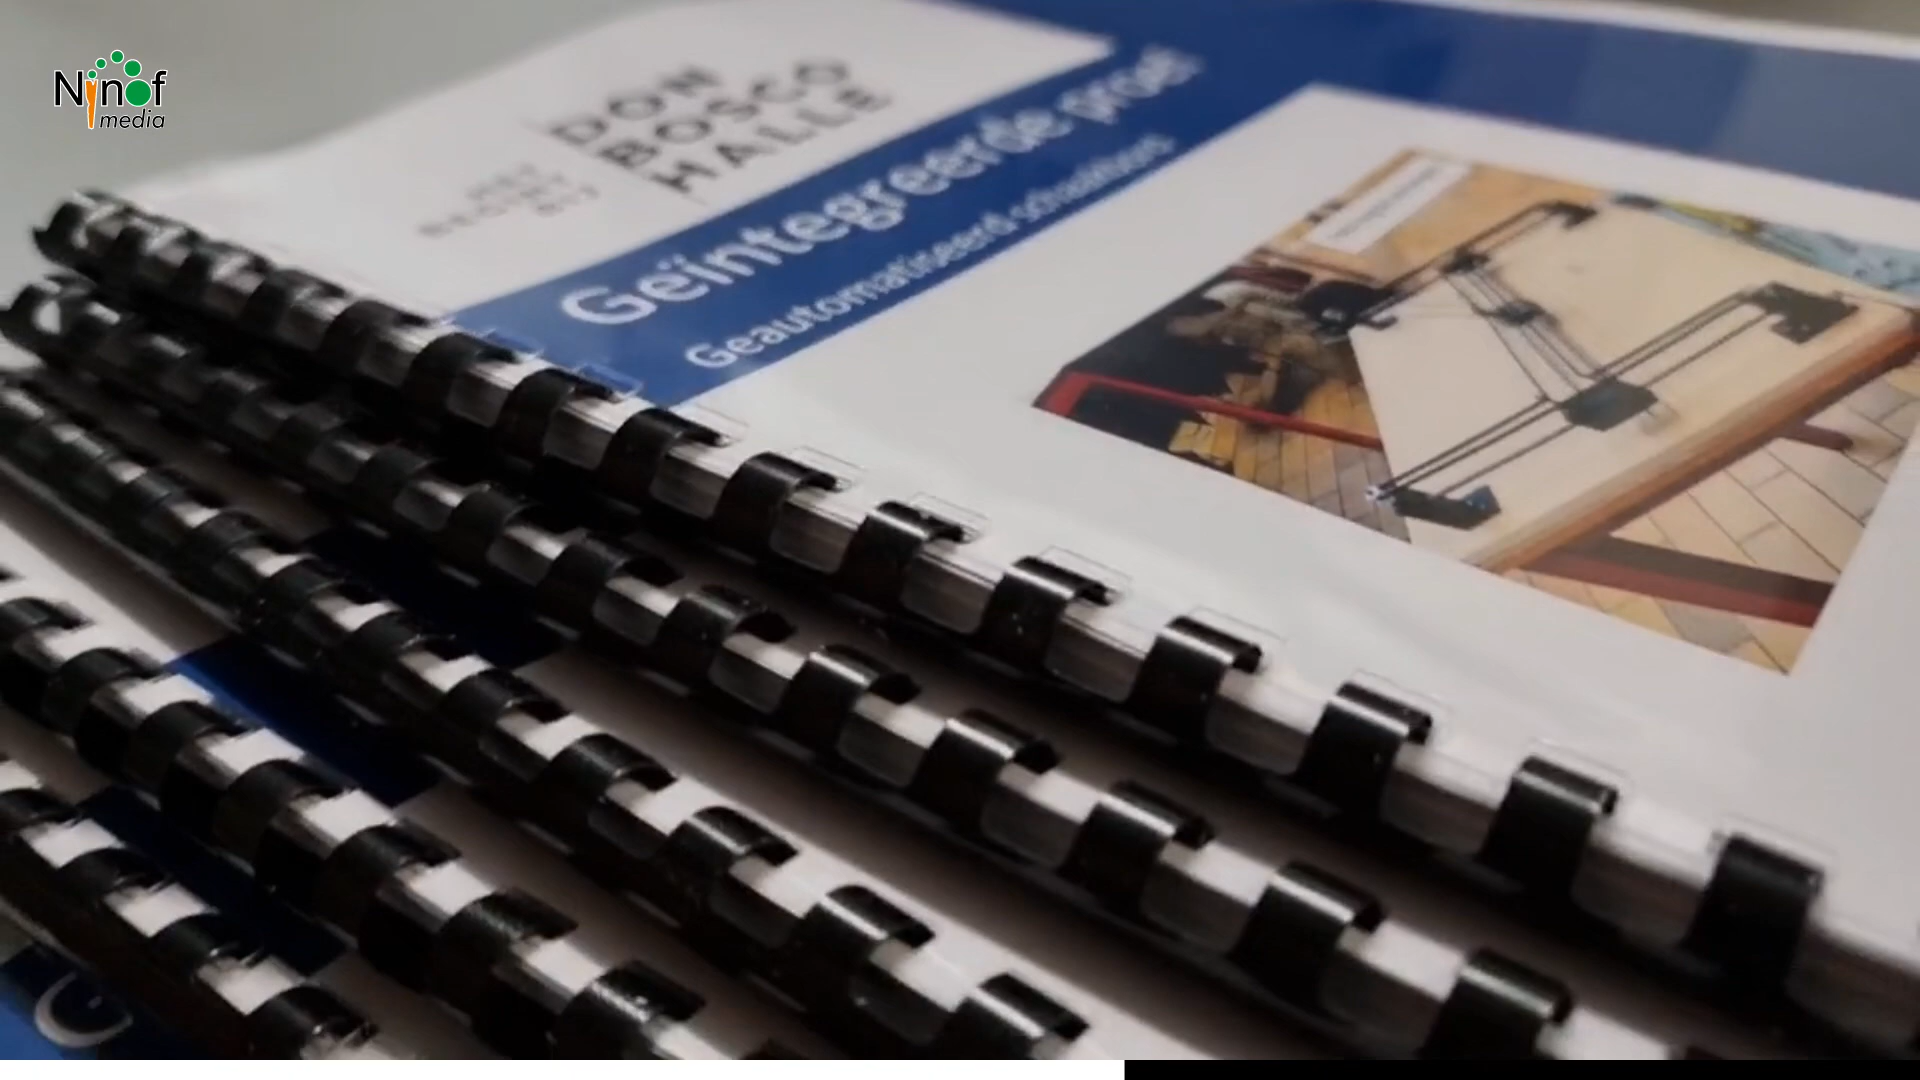 Ninof
media
DON
BOSCO
HALLE
Geïntegreerde proef
Geautomatiseerd schaakbord